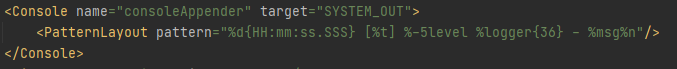 <Console name="consoleAppender" target="SYSTEM_OUT">
<PatternLayout pattern="%d{HH:mm:ss.SSS} [%t] %-5level %logger{36} - %msg%n"/>
</Console>